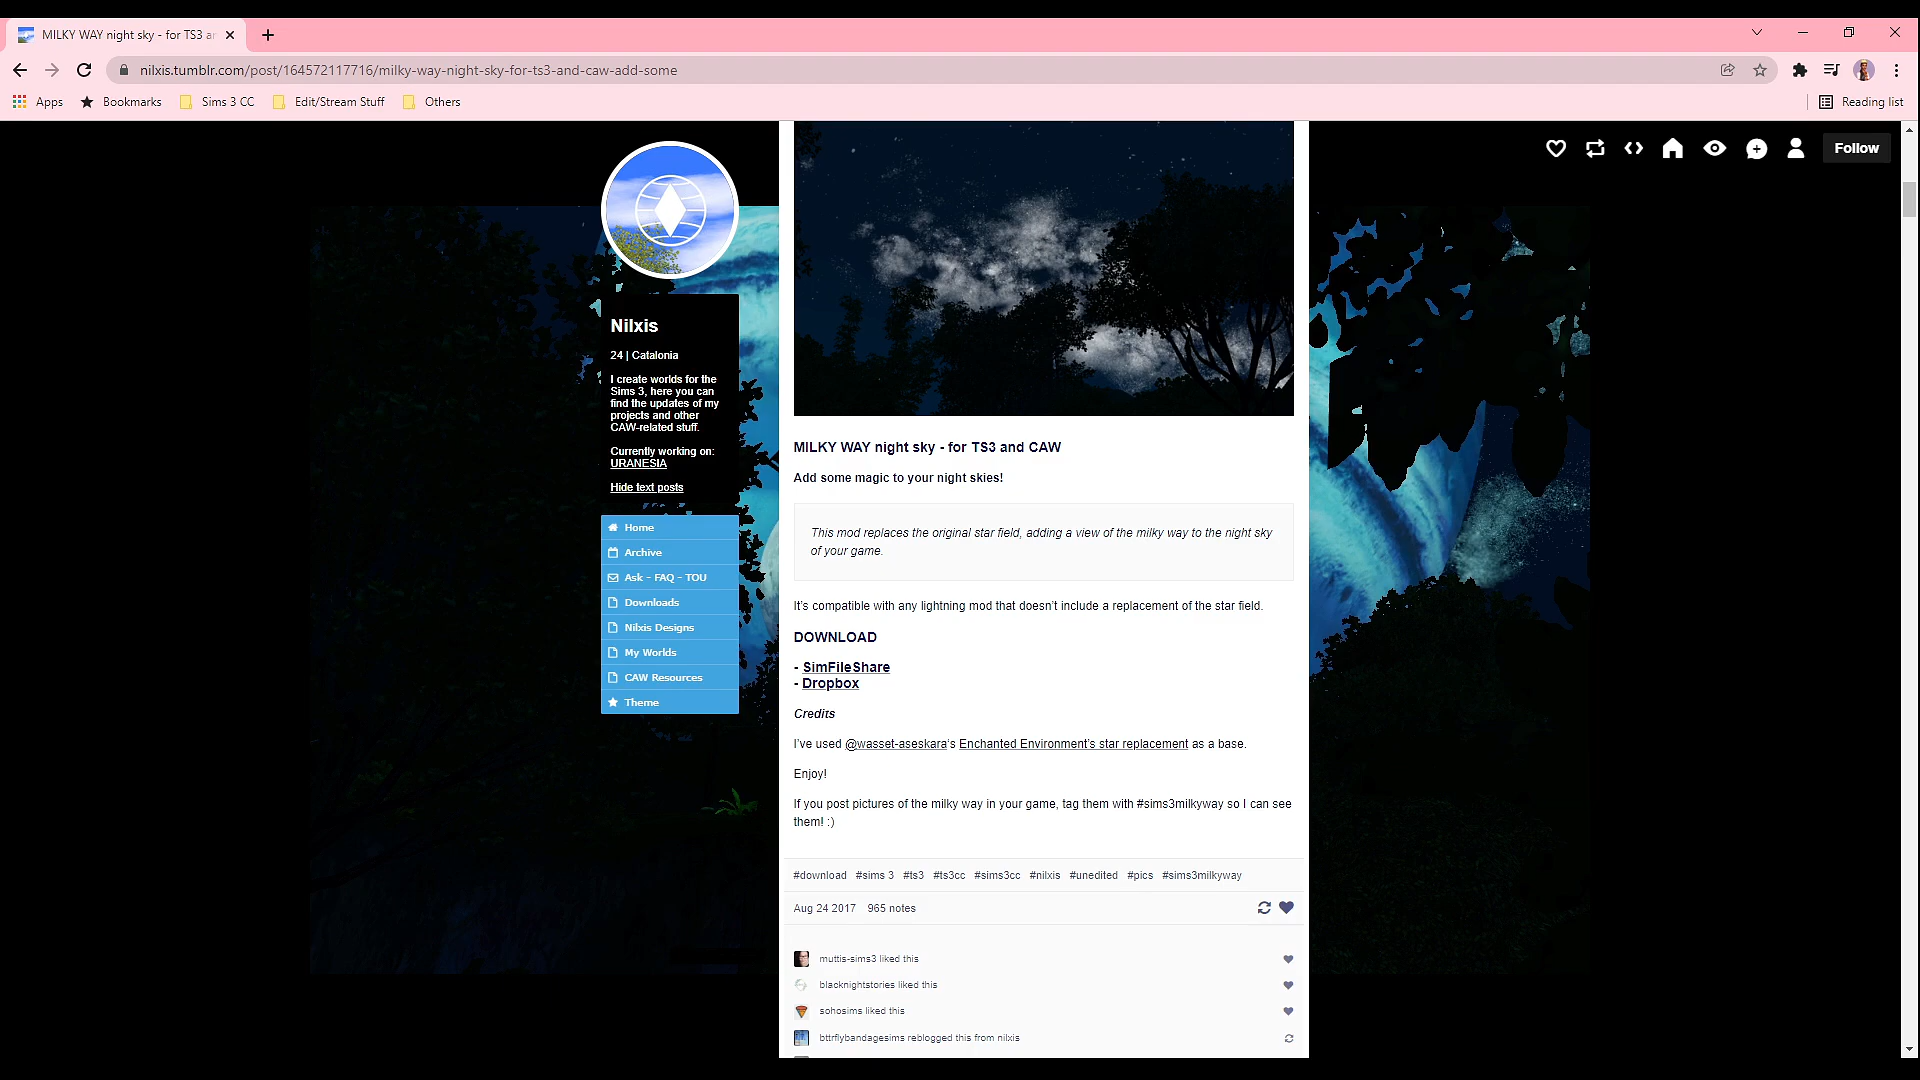 MILKY WAY night sky - for TS3 ar
nilxis.tumblr.com/post/164572117716/milky-way-night-sky-for-ts3-and-caw-add-some
Apps Bookmarks Sims 3 CC Edit/Stream Stuff Others Reading list
Follow
Nilxis
24 | Catalonia
I create worlds for the
Sims 3, here you can
find the updates of my
projects and other
CAW-related stuff.
Currently working on:
URANESIA
Hide text posts
Home
Archive
Ask - FAQ - TOU
Downloads
Nilxis Designs
My Worlds
CAW Resources
Theme
MILKY WAY night sky - for TS3 and CAW
Add some magic to your night skies!
This mod replaces the original star field, adding a view of the milky way to the night sky
of your game.
It's compatible with any lightning mod that doesn't include a replacement of the star field.
DOWNLOAD
- SimFileShare
- Dropbox
Credits
I've used @wasset-aseskara's Enchanted Environment's star replacement as a base.
Enjoy!
If you post pictures of the milky way in your game, tag them with #sims3milkyway so I can see
them! :)
#download #sims 3 #ts3 #ts3cc #sims3cc #nilxis #unedited #pics #sims3milkyway
Aug 24 2017 965 notes
muttis-sims3 liked this
blacknightstories liked this
sohosims liked this
bttrflybandagesims reblogged this from nilxis